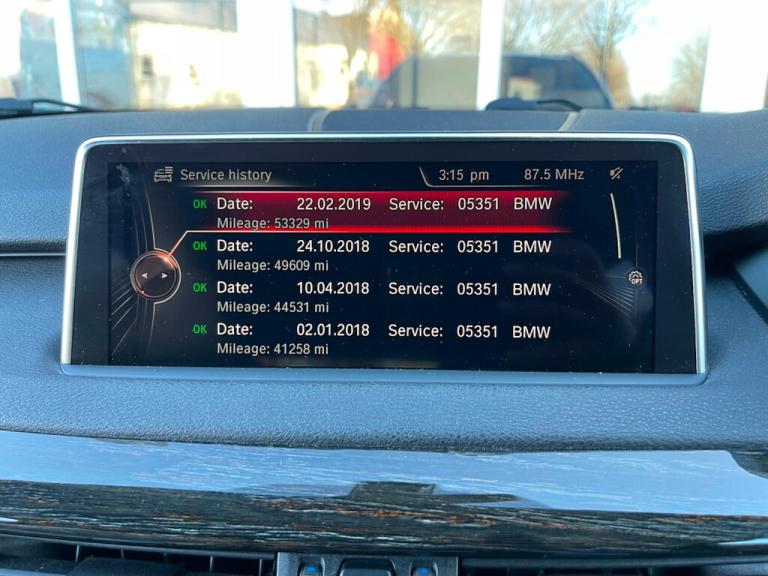 Service history 3:15 pm 87.5 MHz
OK Date: 22.02.2019 Service: 05351 BMW
Mileage: 53329 mi
OK Date: 24.10.2018 Service: 05351 BMW
Mileage: 49609 mi
OK Date: 10.04.2018 Service: 05351 BMW
Mileage: 44531 mi
OK Date: 02.01.2018 Service: 05351 BMW
Mileage: 41258 mi
OPT